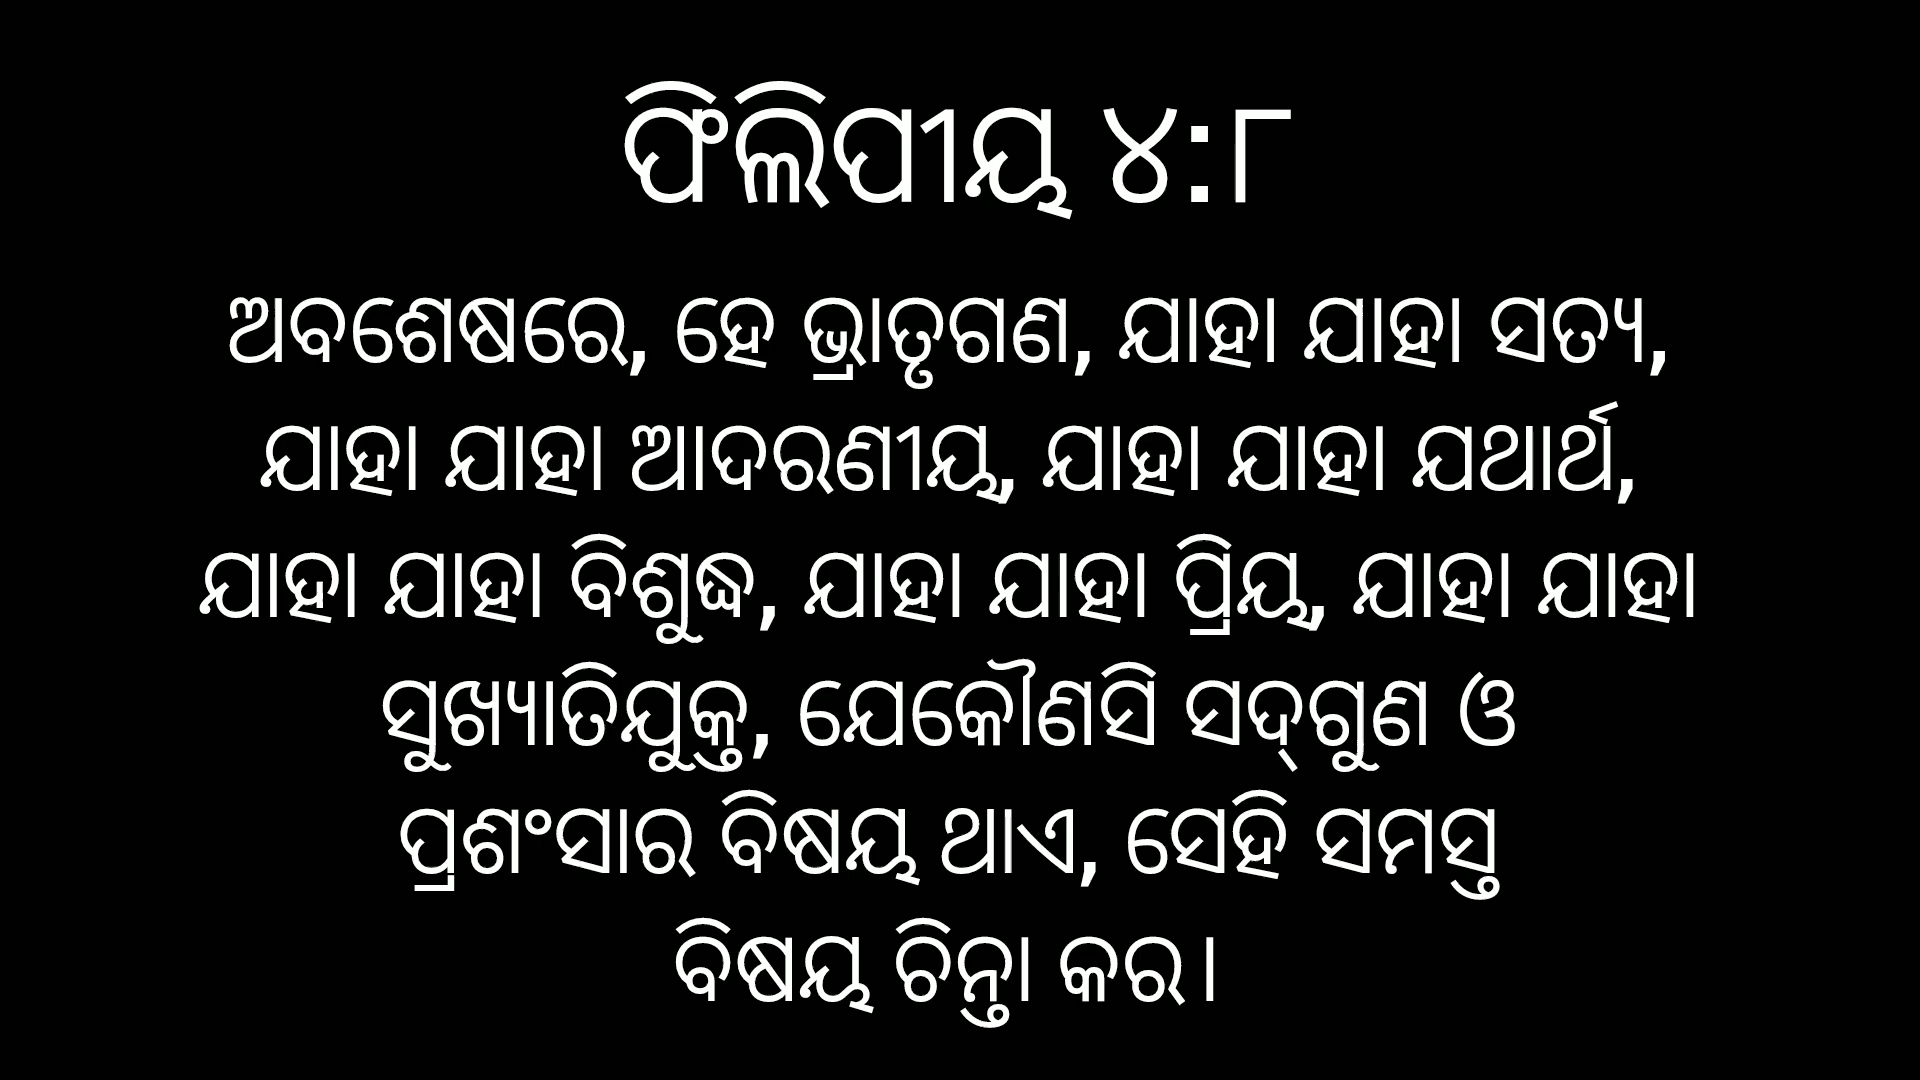 ଫିଲିପୀୟ ୪:୮
ଅବଶେଷରେ, ହେ ଭ୍ରାତୃଗଣ, ଯାହା ଯାହା ସତ୍ୟ,
ଯାହା ଯାହା ଆଦରଣୀୟ, ଯାହା ଯାହା ଯଥାର୍ଥ,
ଯାହା ଯାହା ବିଶୁଦ୍ଧ, ଯାହା ଯାହା ପ୍ରିୟ, ଯାହା ଯାହା
ସୁଖ୍ୟାତିଯୁକ୍ତ, ଯେକୌଣସି ସଦ୍‌ଗୁଣ ଓ
ପ୍ରଶଂସାର ବିଷୟ ଥାଏ, ସେହି ସମସ୍ତ
ବିଷୟ ଚିନ୍ତା କର।